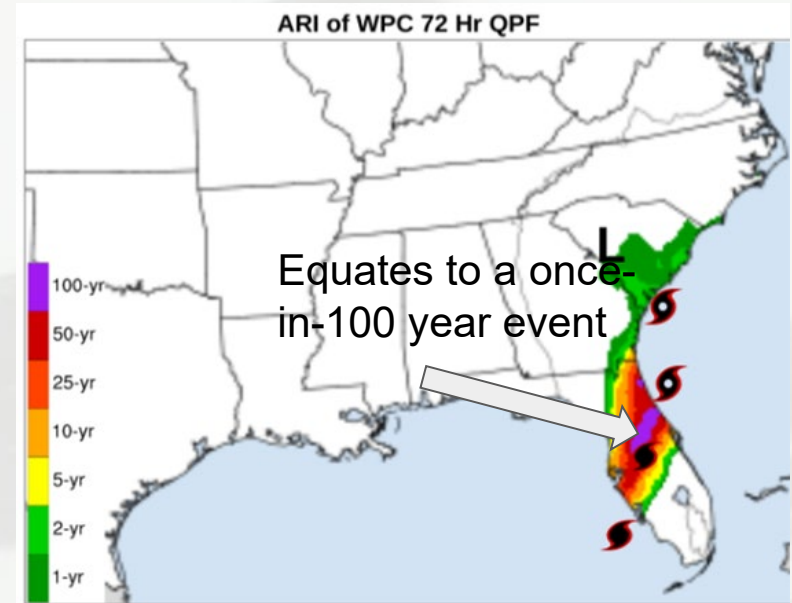 ARI of WPC 72 Hr QPF
L
Equates to a once-
in-100 year event
100-yr
50-yr
25-yr
10-yr
5-yr
2-yr
1-yr